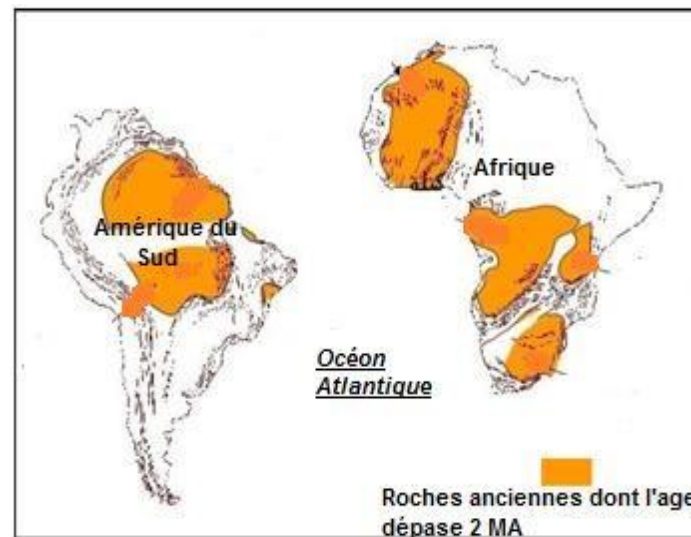 Afrique
Amérique du
Sud
Océon
Atlantique
Roches anciennes dont l'age
dépase 2 MA